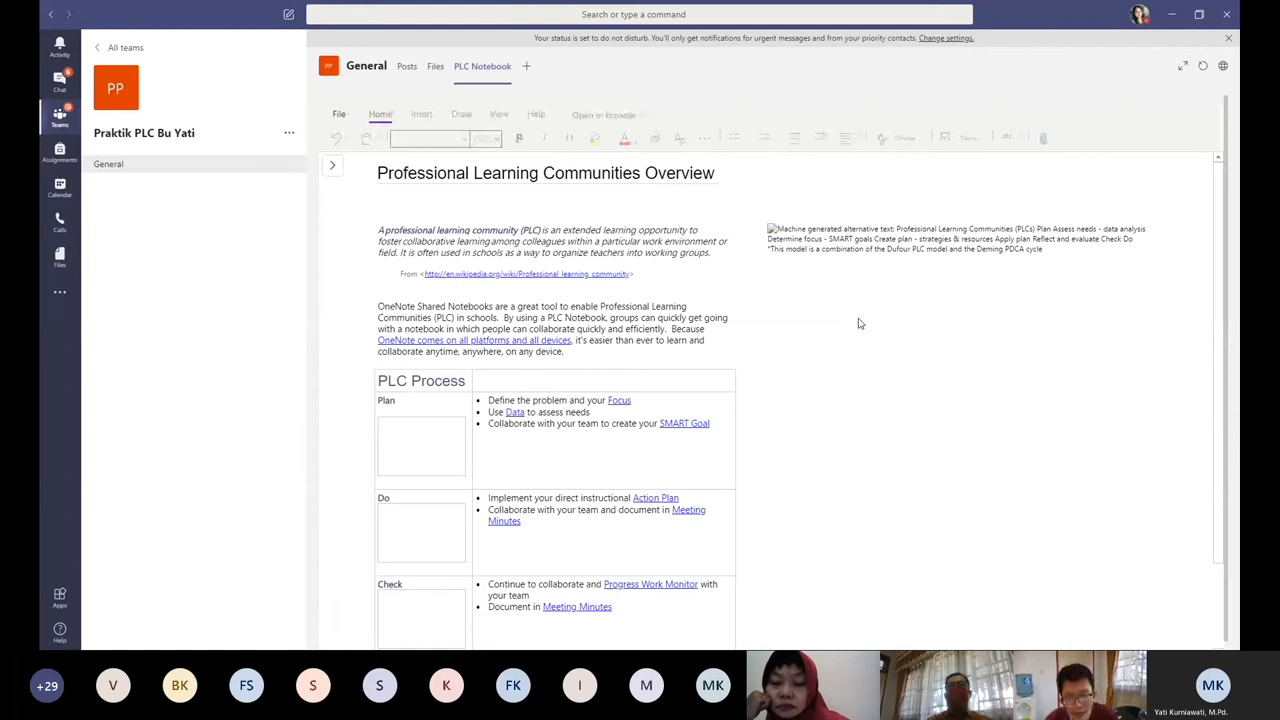 Search or type a command
Your status is set to do not disturb. You'll only get notifications for urgent messages and from your priority contacts. Change settings.
Activity
Chat
6
Teams
Assignments
Calendar
Calls
Files
Apps
Help
All teams
PP
Praktik PLC Bu Yati
General
PP
General
Posts
Files
PLC Notebook
File
Home
Insert
Draw
View
Help
Open in browser
Professional Learning Communities Overview
A professional learning community (PLC) is an extended learning opportunity to
foster collaborative learning among colleagues within a particular work environment or
field. It is often used in schools as a way to organize teachers into working groups.
From <http://en.wikipedia.org/wiki/Professional_learning_community>
OneNote Shared Notebooks are a great tool to enable Professional Learning
Communities (PLC) in schools. By using a PLC Notebook, groups can quickly get going
with a notebook in which people can collaborate quickly and efficiently. Because
OneNote comes on all platforms and all devices, it's easier than ever to learn and
collaborate anytime, anywhere, on any device.
Machine generated alternative text: Professional Learning Communities (PLCs) Plan Assess needs - data analysis
Determine focus - SMART goals Create plan - strategies & resources Apply plan Reflect and evaluate Check Do
*This model is a combination of the Dufour PLC model and the Deming PDCA cycle
PLC Process
Plan
• Define the problem and your Focus
• Use Data to assess needs
• Collaborate with your team to create your SMART Goal
Do
• Implement your direct instructional Action Plan
• Collaborate with your team and document in Meeting
Minutes
Check
• Continue to collaborate and Progress Work Monitor with
your team
• Document in Meeting Minutes
+29
V
BK
FS
S
S
K
FK
I
M
MK
MK
Yati Kurniawati, M.Pd.